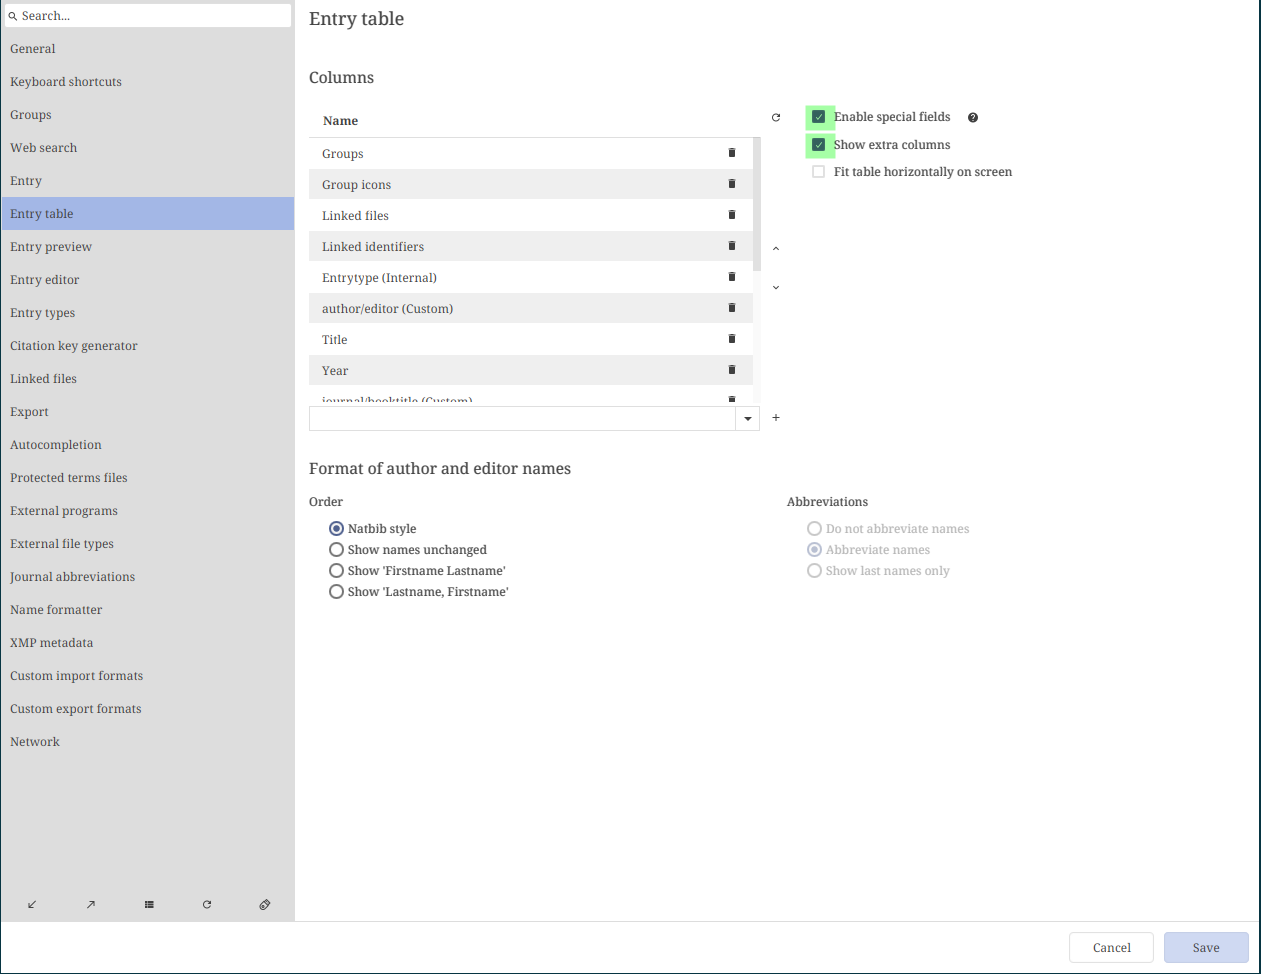 Search...
General
Keyboard shortcuts
Groups
Web search
Entry
Entry table
Entry preview
Entry editor
Entry types
Citation key generator
Linked files
Export
Autocompletion
Protected terms files
External programs
External file types
Journal abbreviations
Name formatter
XMP metadata
Custom import formats
Custom export formats
Network
Entry table
Columns
Name
Groups
Group icons
Linked files
Linked identifiers
Entrytype (Internal)
author/editor (Custom)
Title
Year
journal/booktitle (Custom)
Enable special fields
Show extra columns
Fit table horizontally on screen
Format of author and editor names
Order
Natbib style
Show names unchanged
Show 'Firstname Lastname'
Show 'Lastname, Firstname'
Abbreviations
Do not abbreviate names
Abbreviate names
Show last names only
Cancel
Save